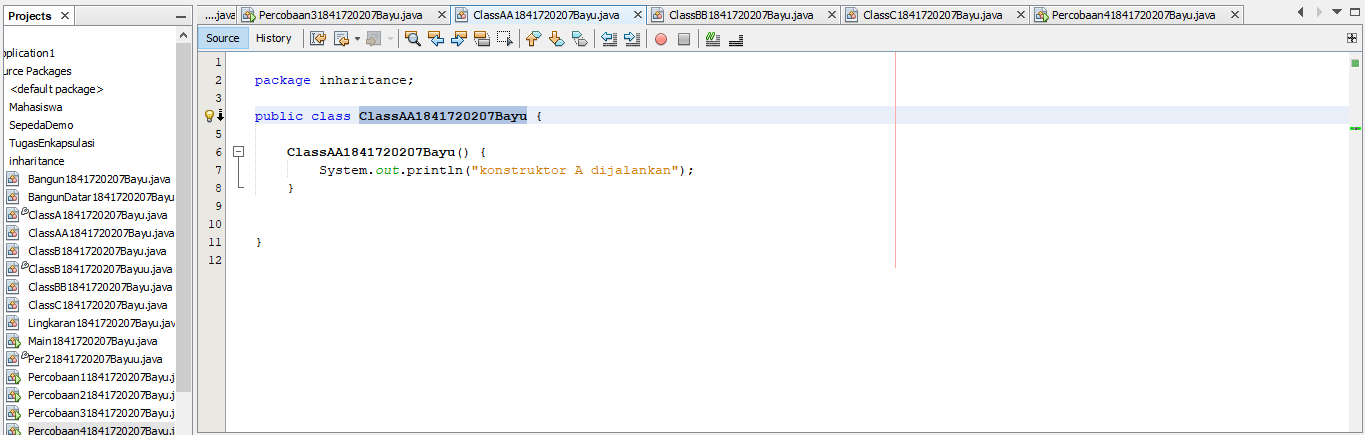 Projects
pplication1
urce Packages
<default package>
Mahasiswa
SepedaDemo
TugasEnkapsulasi
inharitance
Bangun1841720207Bayu.java
BangunDatar1841720207Bayu
ClassA1841720207Bayu.java
ClassAA1841720207Bayu.java
ClassB1841720207Bayu.java
ClassB1841720207Bayuu.java
ClassBB1841720207Bayu.java
ClassC1841720207Bayu.java
Lingkaran1841720207Bayu.jav
Main1841720207Bayu.java
Per21841720207Bayuu.java
Percobaan11841720207Bayu.j
Percobaan21841720207Bayu.j
Percobaan31841720207Bayu.j
Percobaan41841720207Bayu.j
....java Percobaan31841720207Bayu.java ClassAA1841720207Bayu.java ClassBB1841720207Bayu.java ClassC1841720207Bayu.java Percobaan41841720207Bayu.java
Source History
1
2 package inharitance;
3
public class ClassAA1841720207Bayu {
5
6 ClassAA1841720207Bayu() {
7 System.out.println("konstruktor A dijalankan");
8 }
9
10
11 }
12